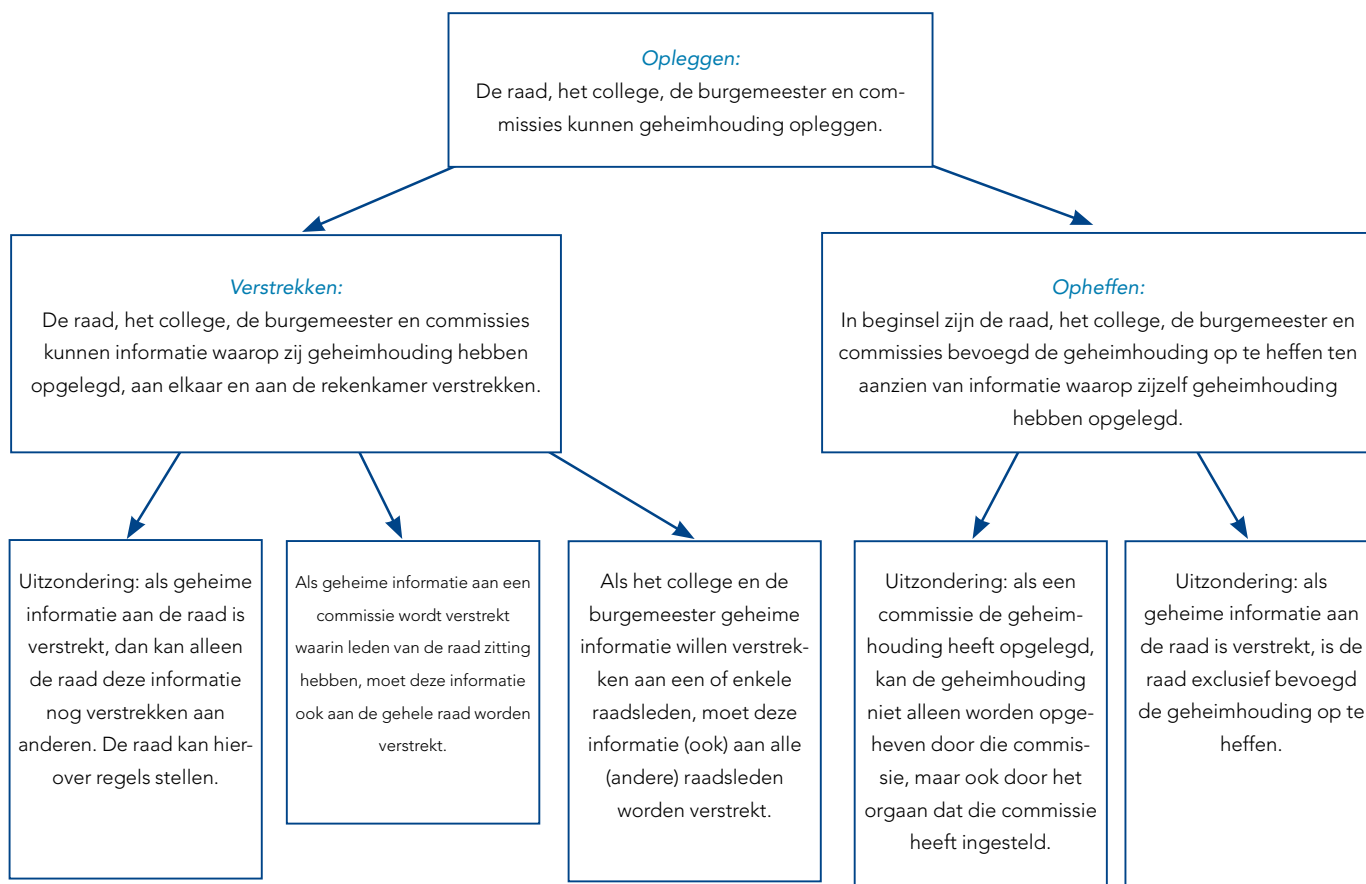 Opleggen:
De raad, het college, de burgemeester en com-
missies kunnen geheimhouding opleggen.
Verstrekken:
De raad, het college, de burgemeester en commissies
kunnen informatie waarop zij geheimhouding hebben
opgelegd, aan elkaar en aan de rekenkamer verstrekken.
Opheffen:
In beginsel zijn de raad, het college, de burgemeester en
commissies bevoegd de geheimhouding op te heffen ten
aanzien van informatie waarop zijzelf geheimhouding
hebben opgelegd.
Uitzondering: als geheime
informatie aan de raad is
verstrekt, dan kan alleen
de raad deze informatie
nog verstrekken aan
anderen. De raad kan hier-
over regels stellen.
Als geheime informatie aan een
commissie wordt verstrekt
waarin leden van de raad zitting
hebben, moet deze informatie
ook aan de gehele raad worden
verstrekt.
Als het college en de
burgemeester geheime
informatie willen verstrek-
ken aan een of enkele
raadsleden, moet deze
informatie (ook) aan alle
(andere) raadsleden
worden verstrekt.
Uitzondering: als een
commissie de geheim-
houding heeft opgelegd,
kan de geheimhouding
niet alleen worden opge-
heven door die commis-
sie, maar ook door het
orgaan dat die commissie
heeft ingesteld.
Uitzondering: als
geheime informatie aan
de raad is verstrekt, is de
raad exclusief bevoegd
de geheimhouding op te
heffen.